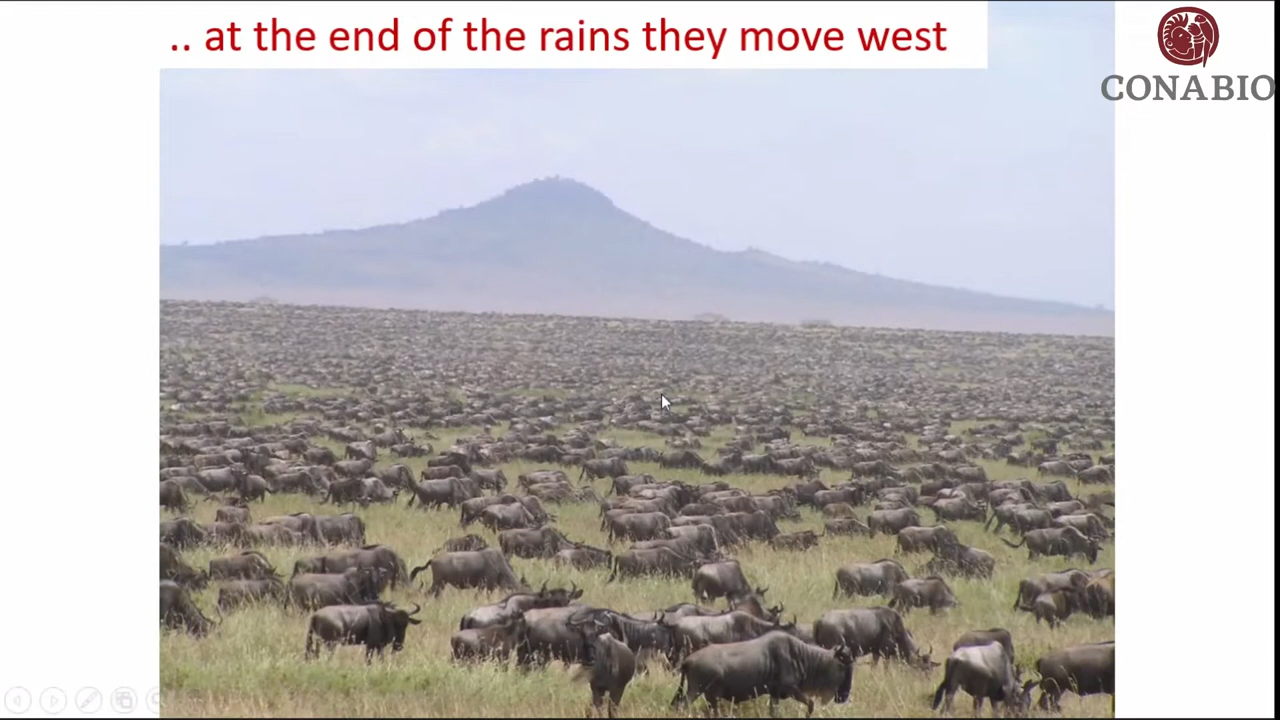 .. at the end of the rains they move west
CONABIO